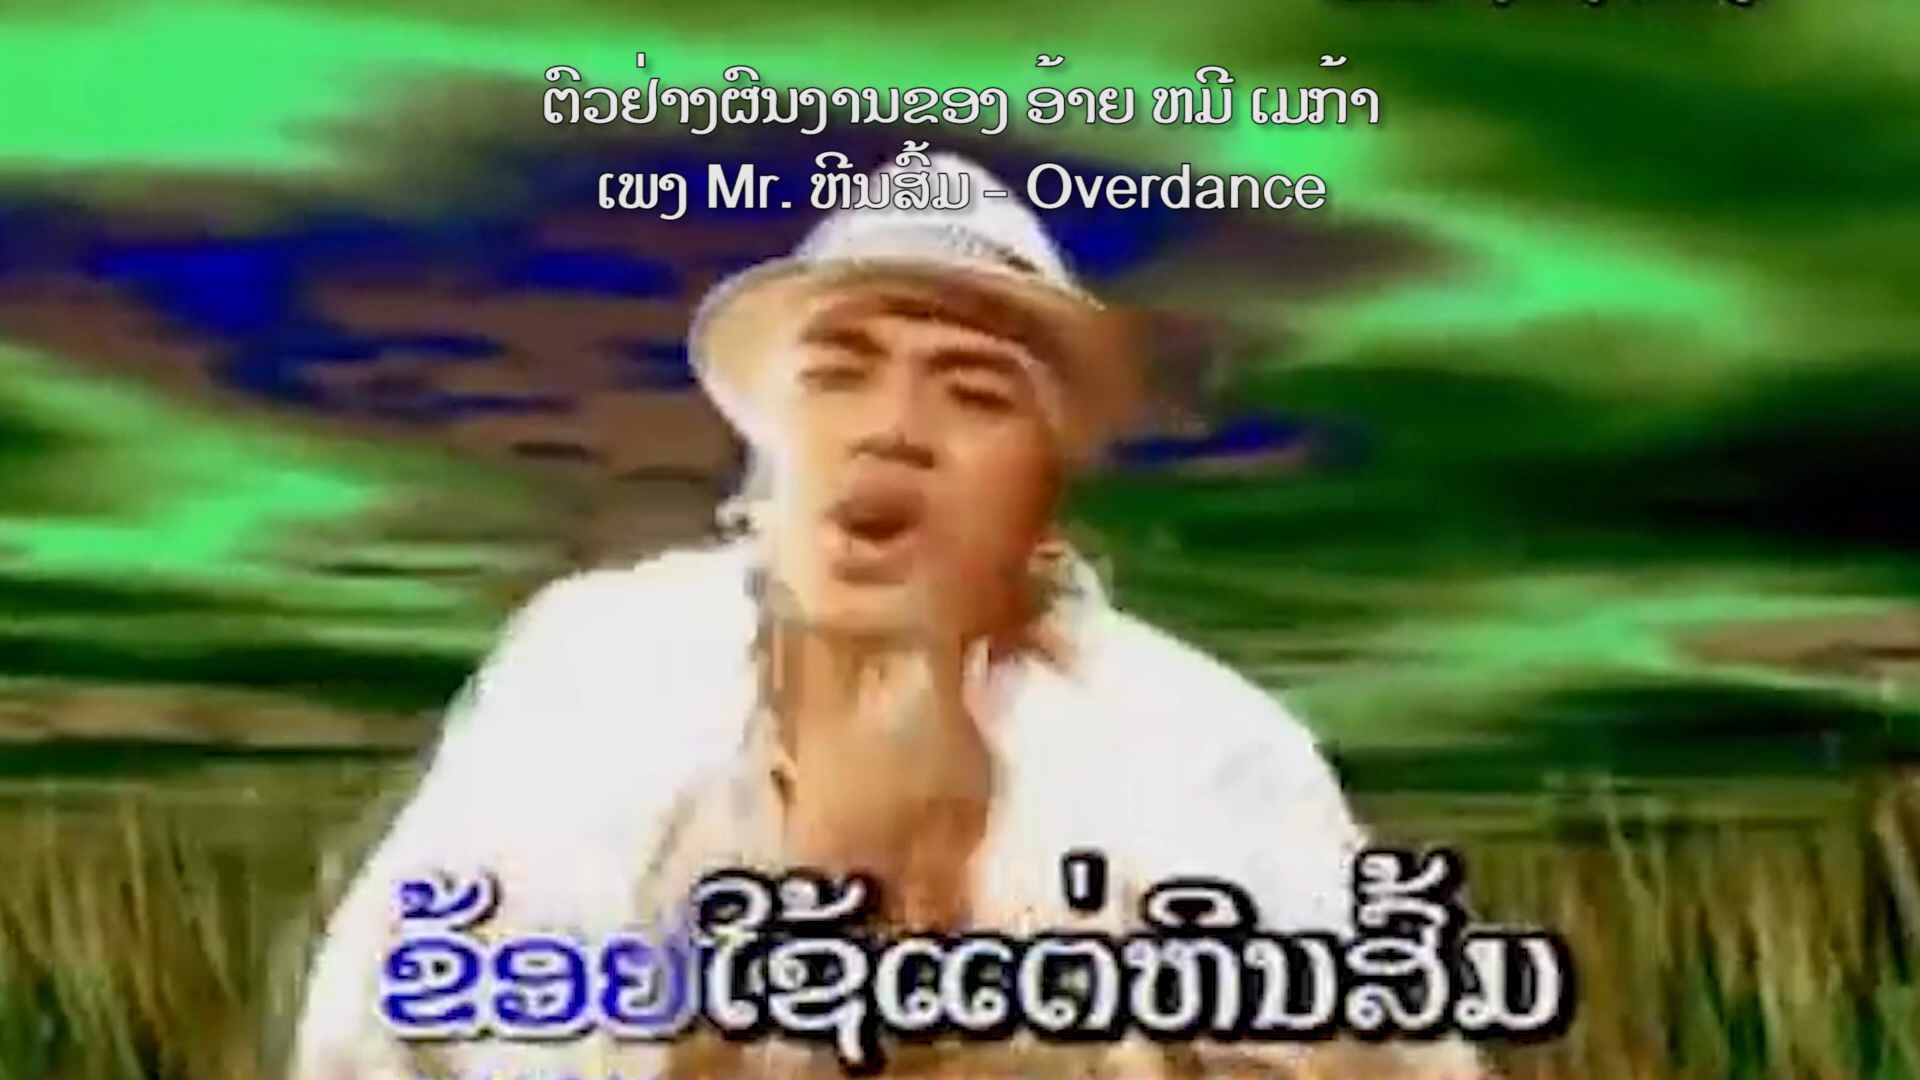 ຕົວຢ່າງຜົນງານຂອງ ອ້າຍ ຫມີ ເມກ້າ
ເພງ Mr. ຫີນສົ້ມ - Overdance
ຂ້ອຍໃຊ້ແຕ່ຫີນສົ້ມ